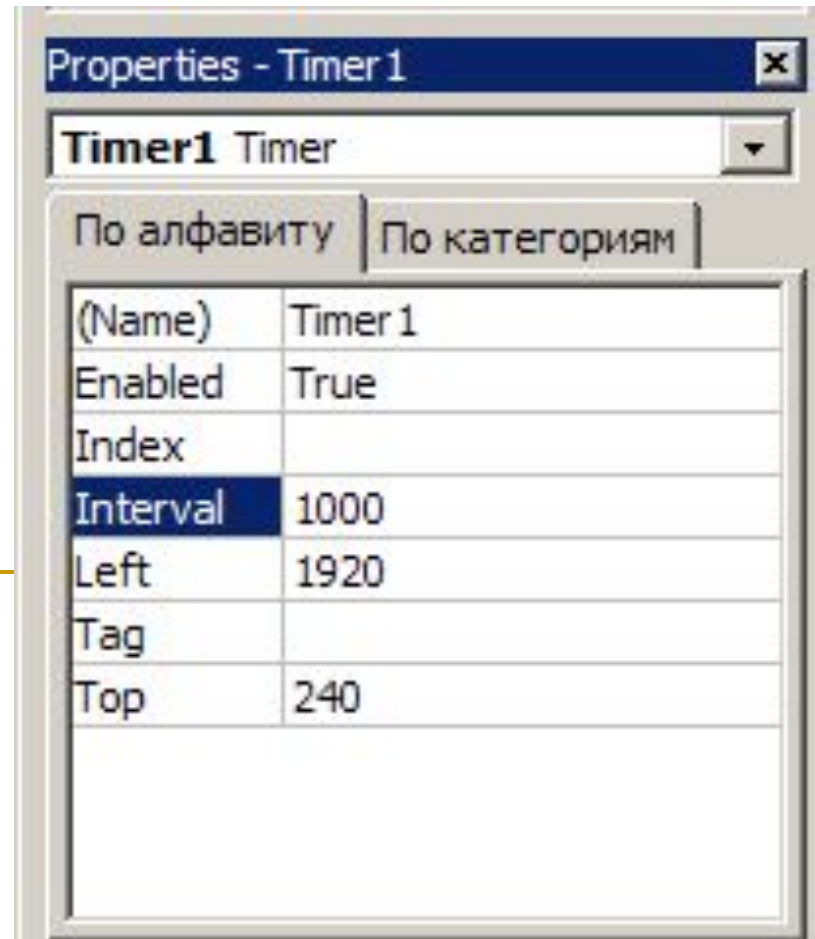 Properties - Timer1
Timer1 Timer
По алфавиту По категориям
(Name) Timer1
Enabled True
Index
Interval 1000
Left 1920
Tag
Top 240